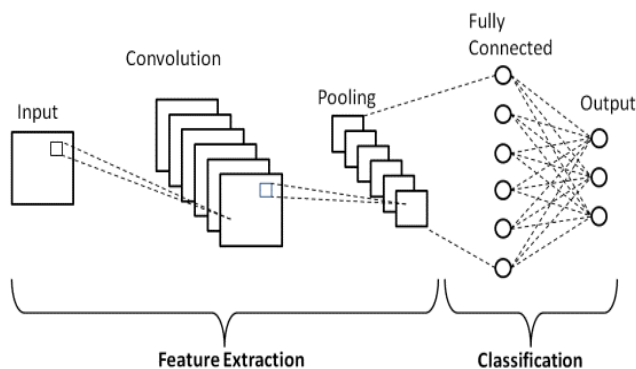 Input
Convolution
Pooling
Fully
Connected
Output
Feature Extraction
Classification